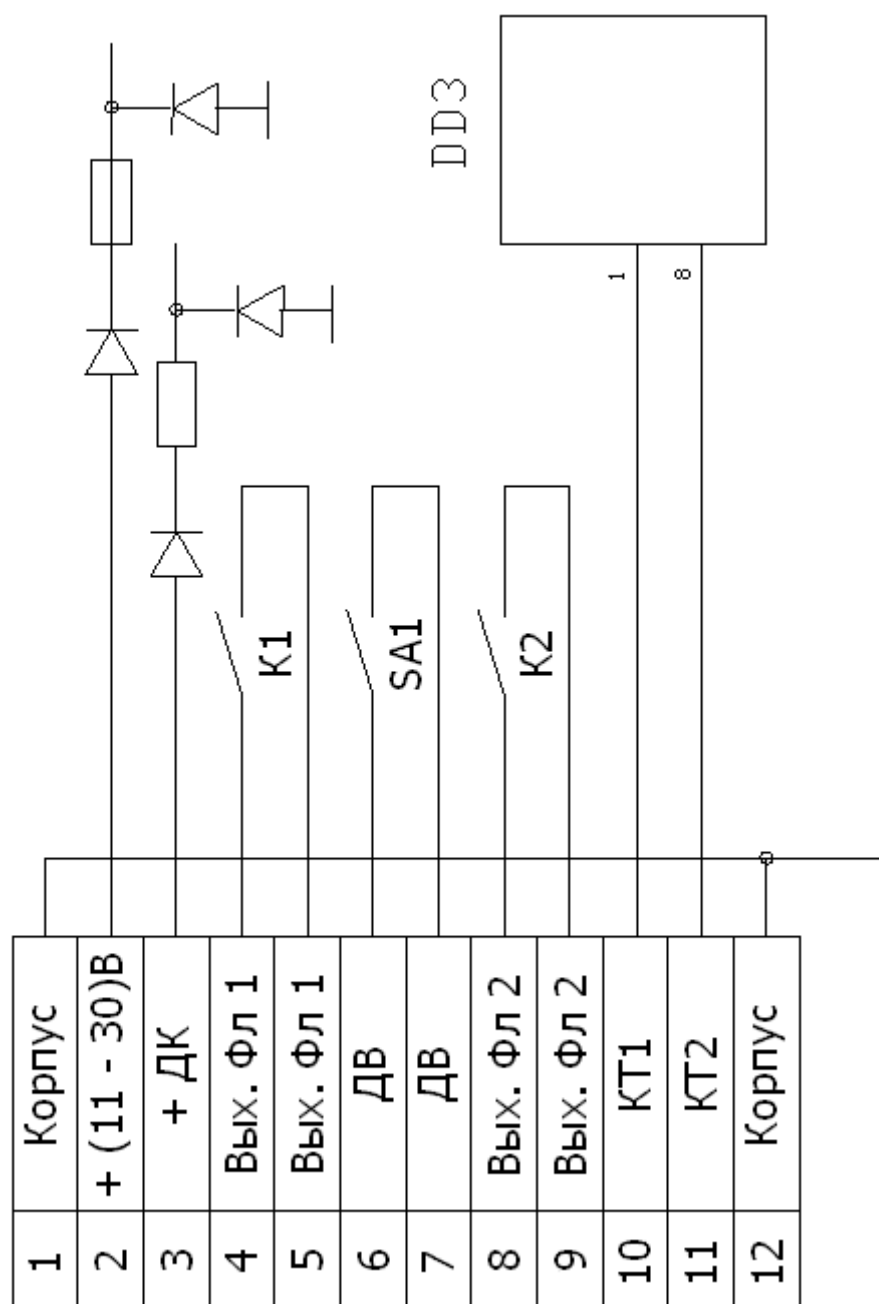 DD3
1
8
K1
SA1
K2
1 Корпус
2 + (11 - 30)В
3 + ДК
4 Вых. Фл 1
5 Вых. Фл 1
6 ДВ
7 ДВ
8 Вых. Фл 2
9 Вых. Фл 2
10 КТ1
11 КТ2
12 Корпус